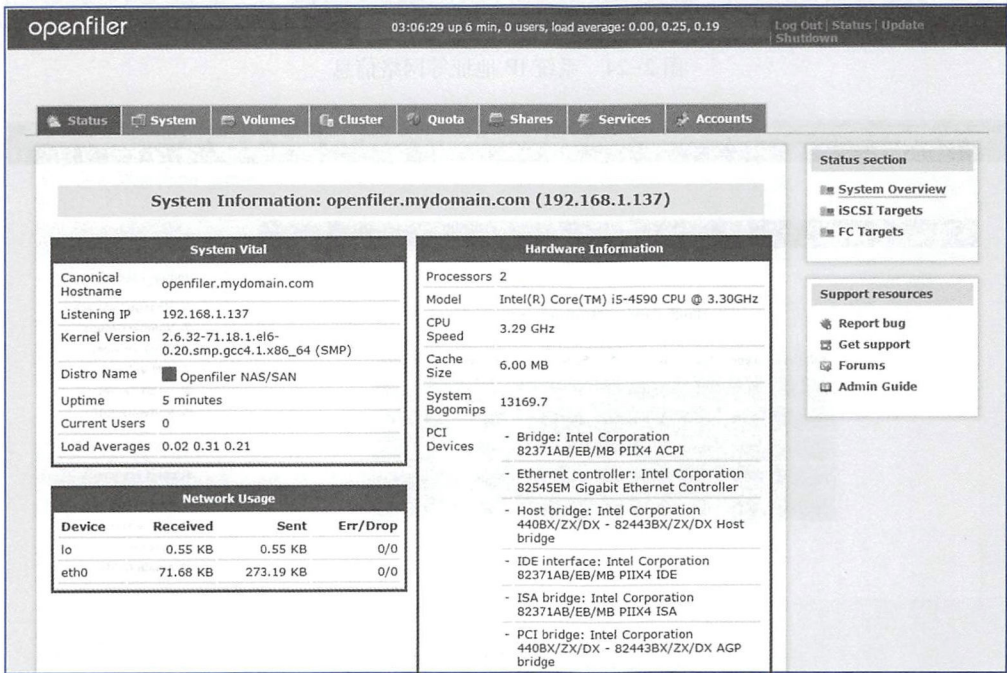 openfiler
03:06:29 up 6 min, 0 users, load average: 0.00, 0.25, 0.19
Log Out | Status | Update
| Shutdown
Status
System
Volumes
Cluster
Quota
Shares
Services
Accounts
System Information: openfiler.mydomain.com (192.168.1.137)
System Vital
Canonical
Hostname
openfiler.mydomain.com
Listening IP 192.168.1.137
Kernel Version 2.6.32-71.18.1.el6-
0.20.smp.gcc4.1.x86_64 (SMP)
Distro Name Openfiler NAS/SAN
Uptime 5 minutes
Current Users 0
Load Averages 0.02 0.31 0.21
Network Usage
Device Received Sent Err/Drop
lo 0.55 KB 0.55 KB 0/0
eth0 71.68 KB 273.19 KB 0/0
Hardware Information
Processors 2
Model Intel(R) Core(TM) i5-4590 CPU @ 3.30GHz
CPU
Speed
3.29 GHz
Cache
Size
6.00 MB
System
Bogomips
13169.7
PCI
Devices
- Bridge: Intel Corporation
82371AB/EB/MB PIIX4 ACPI
- Ethernet controller: Intel Corporation
82545EM Gigabit Ethernet Controller
- Host bridge: Intel Corporation
440BX/ZX/DX - 82443BX/ZX/DX Host
bridge
- IDE interface: Intel Corporation
82371AB/EB/MB PIIX4 IDE
- ISA bridge: Intel Corporation
82371AB/EB/MB PIIX4 ISA
- PCI bridge: Intel Corporation
440BX/ZX/DX - 82443BX/ZX/DX AGP
bridge
Status section
System Overview
iSCSI Targets
FC Targets
Support resources
Report bug
Get support
Forums
Admin Guide